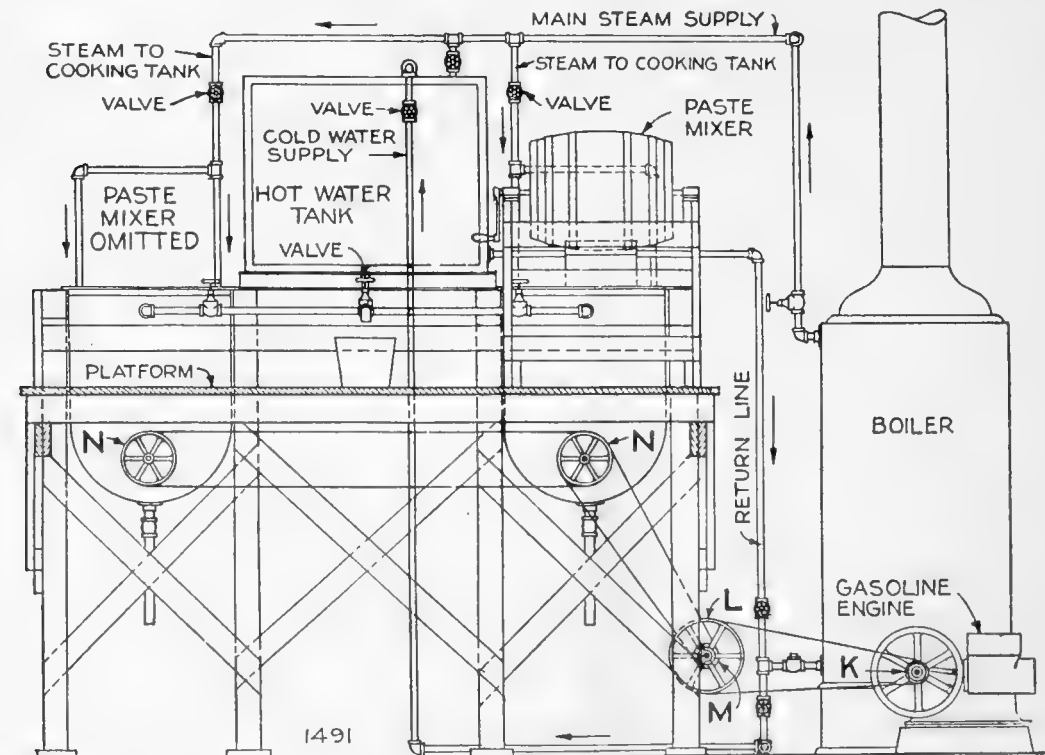 MAIN STEAM SUPPLY
STEAM TO
COOKING TANK
STEAM TO COOKING TANK
VALVE
VALVE
VALVE
PASTE
MIXER
COLD WATER
SUPPLY
PASTE
MIXER
OMITTED
HOT WATER
TANK
VALVE
PLATFORM
BOILER
N
N
RETURN LINE
GASOLINE
ENGINE
L
K
M
1491